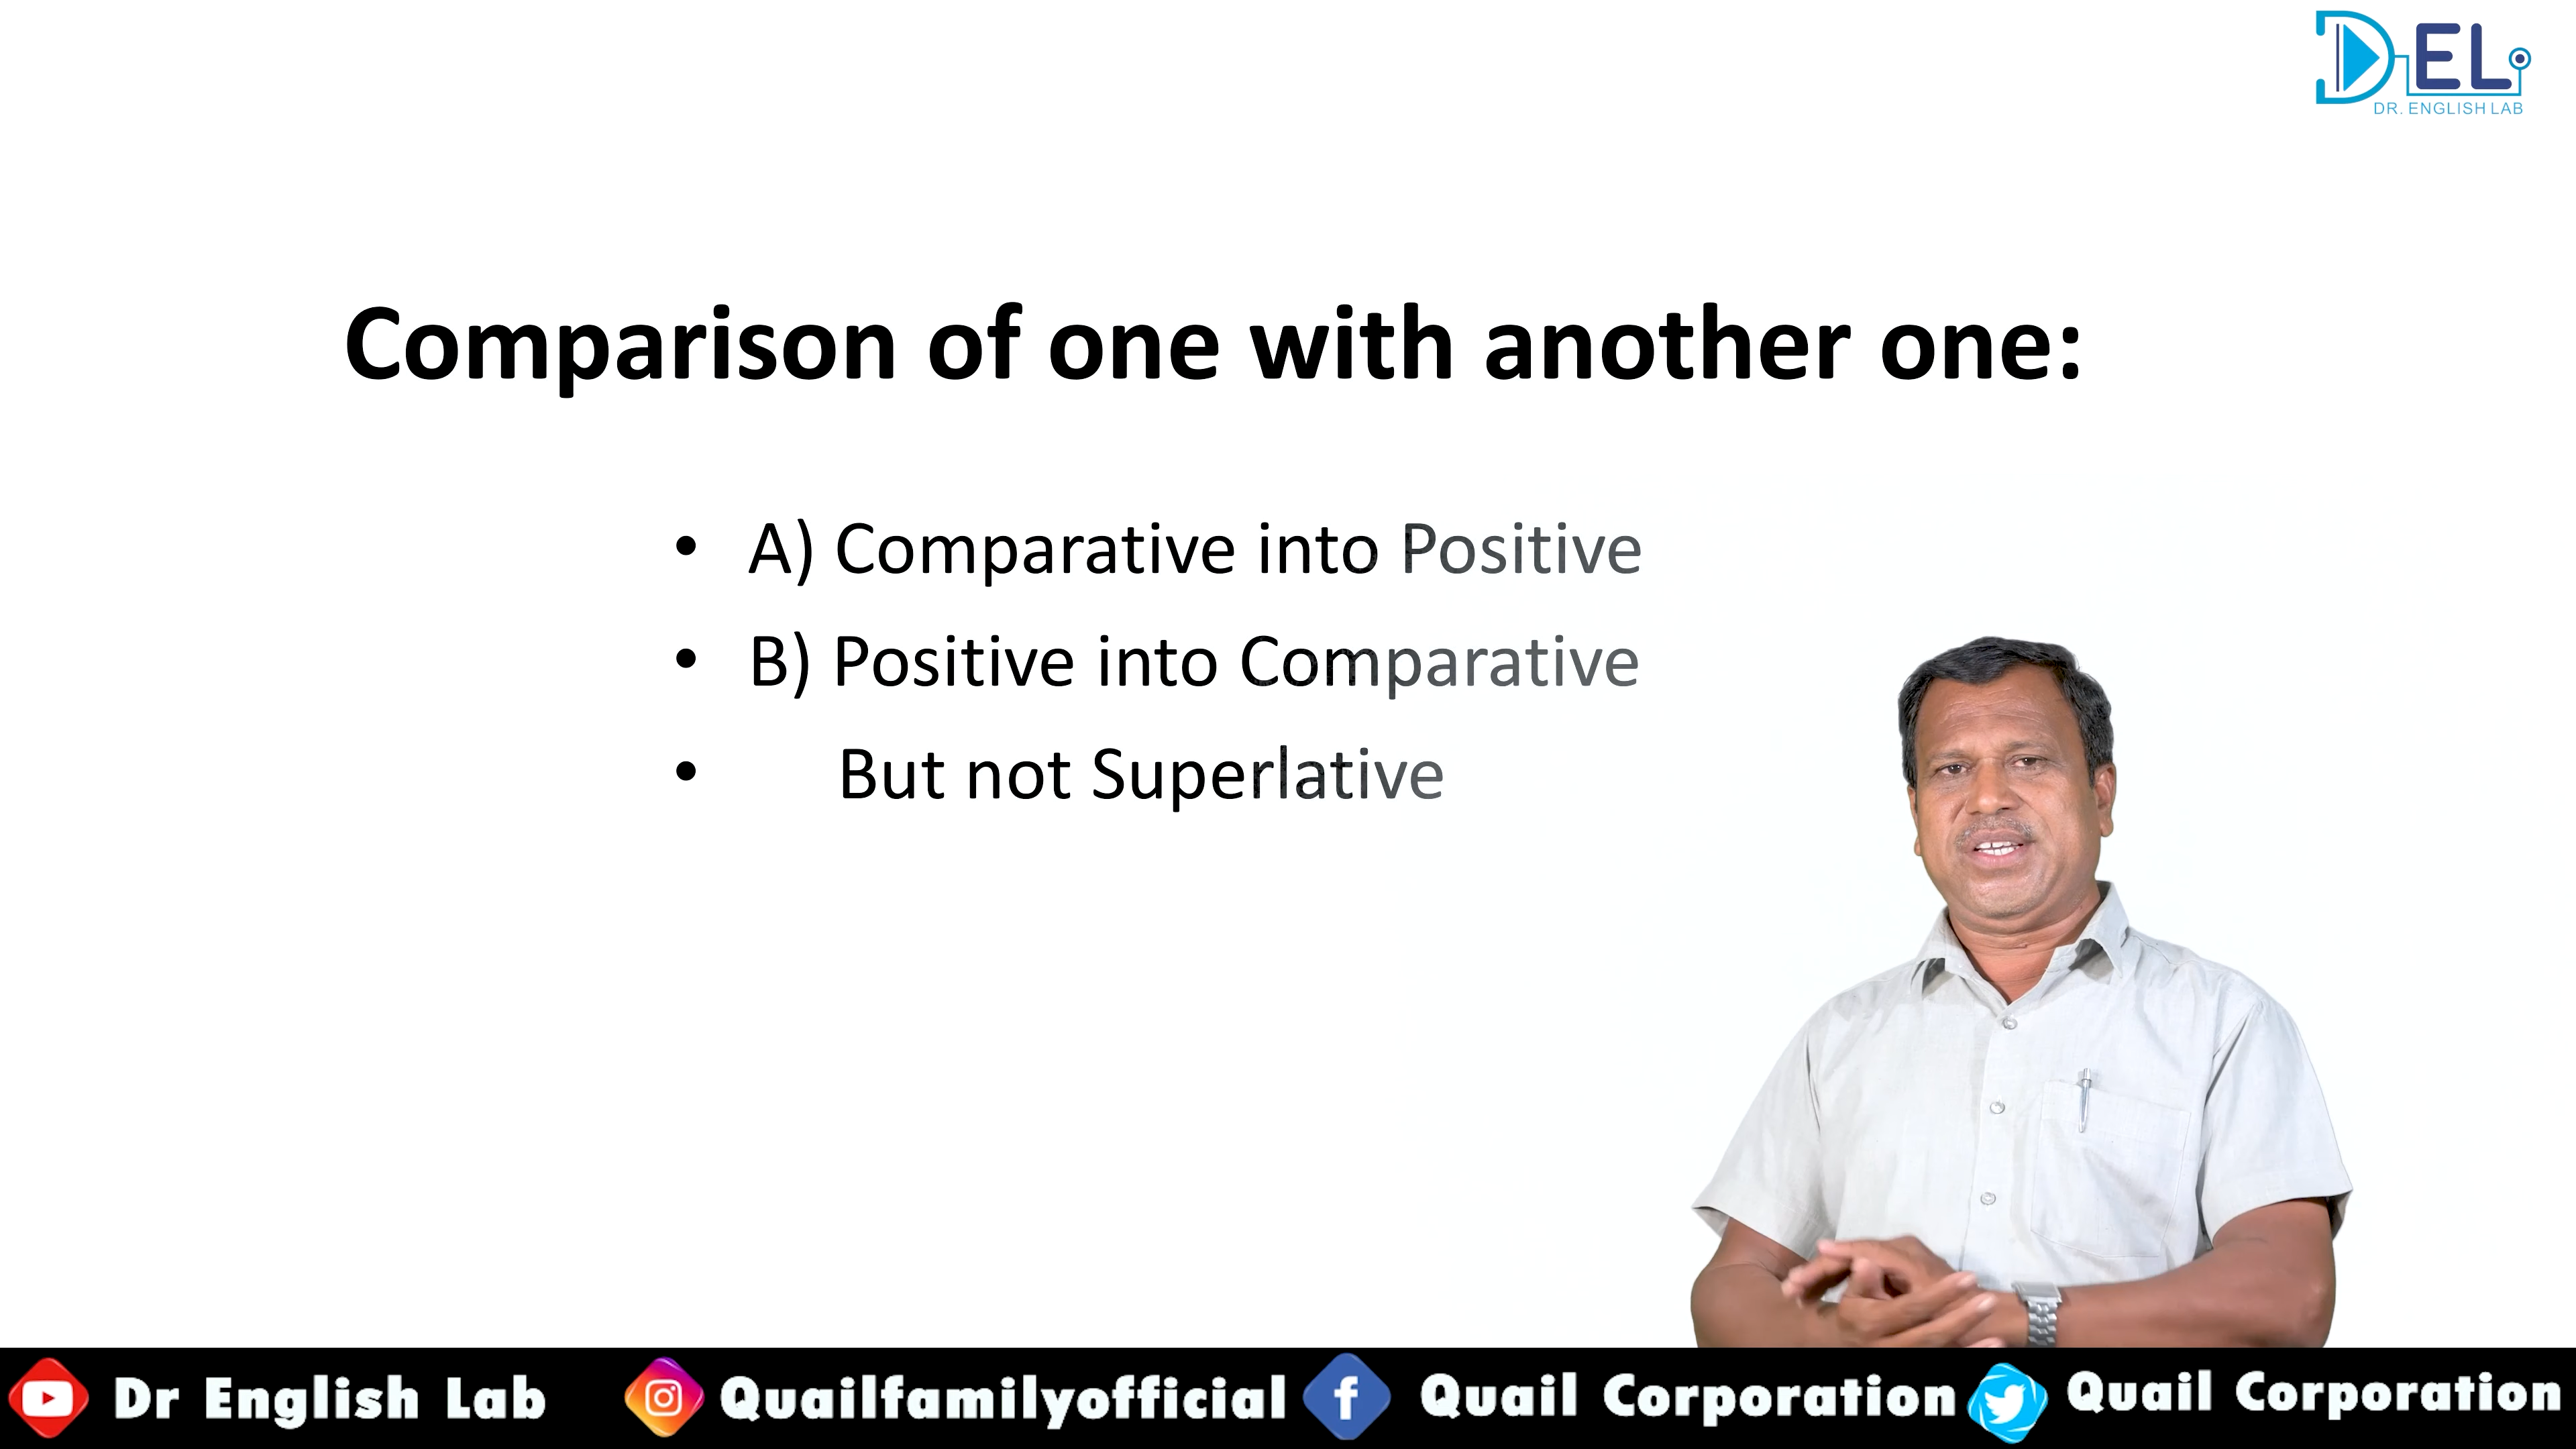 DEL
DR. ENGLISH LAB
Comparison of one with another one:
• A) Comparative into Positive
• B) Positive into Comparative
• But not Superlative
Dr English Lab Quailfamilyofficial Quail Corporation Quail Corporation